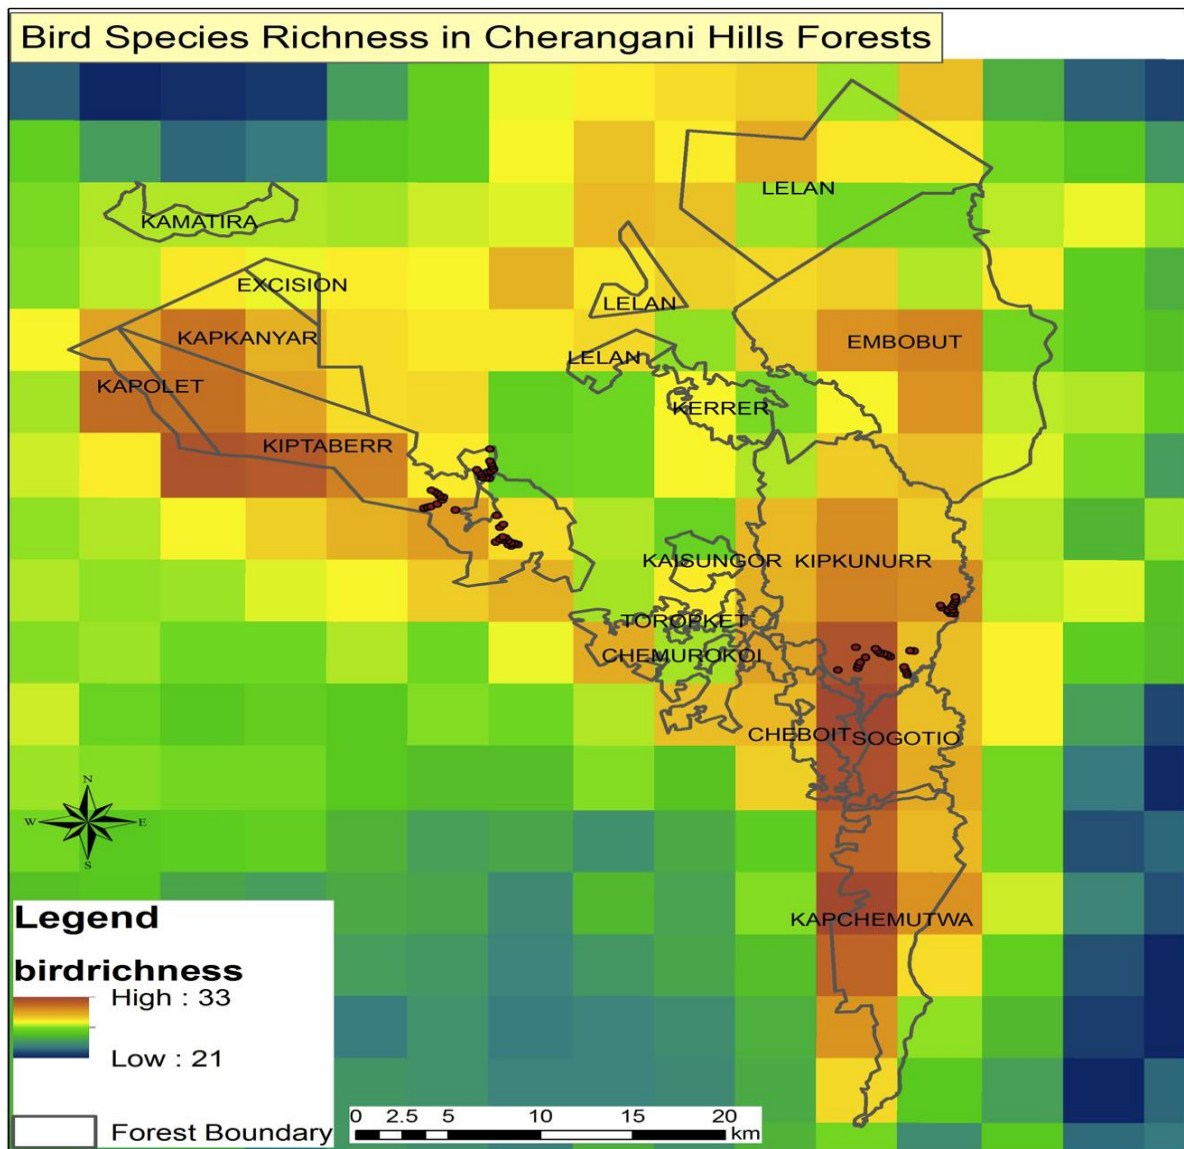 Bird Species Richness in Cherangani Hills Forests
LELAN
KAMATIRA
EXCISION
LELAN
KAPKANYAR
EMBOBUT
LELAN
KAPOLET
KERRER
KIPTABERR
KAISUNGOR
KIPKUNURR
TOROPKET
CHEMUROKOI
CHEBOIT
SOGOTIO
N
W
E
S
KAPCHEMUTWA
Legend
birdrichness
High : 33
Low : 21
Forest Boundary
0 2.5 5 10 15 20
km